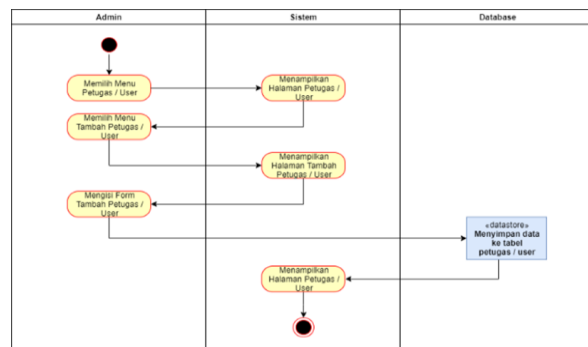 Admin
Sistem
Database
Memilih Menu
Petugas / User
Menampilkan
Halaman Petugas /
User
Memilih Menu
Tambah Petugas /
User
Menampilkan
Halaman Tambah
Petugas / User
Mengisi Form
Tambah Petugas /
User
«datastore»
Menyimpan data
ke tabel
petugas / user
Menampilkan
Halaman Petugas /
User